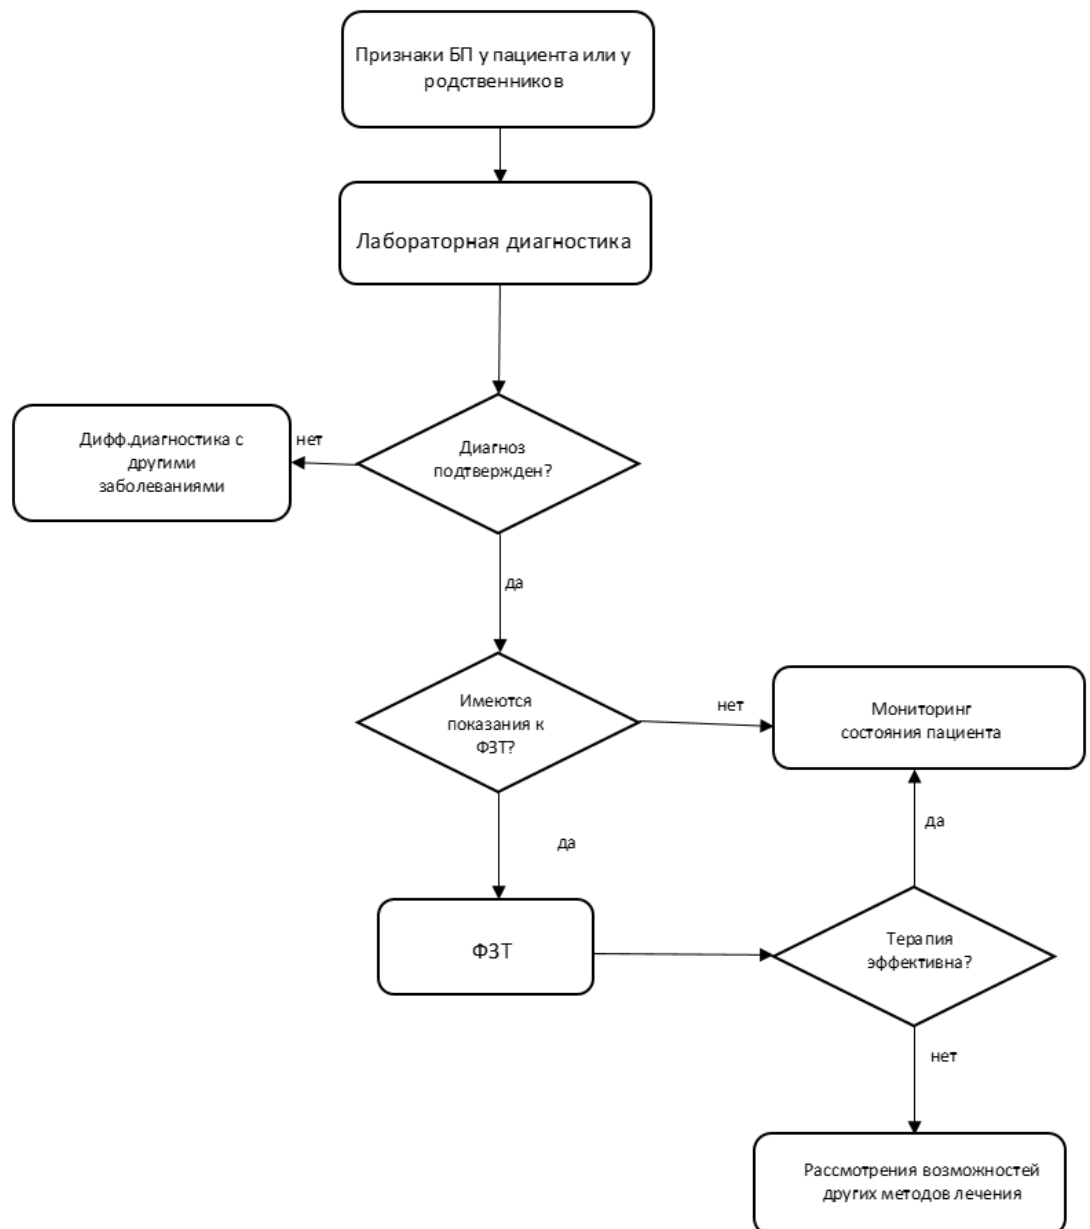 Признаки БП у пациента или у
родственников
Лабораторная диагностика
Дифф.диагностика с
другими
заболеваниями
нет
Диагноз
подтвержден?
да
Имеются
показания к
ФЗТ?
нет
Мониторинг
состояния пациента
да
да
ФЗТ
Терапия
эффективна?
нет
Рассмотрения возможностей
других методов лечения